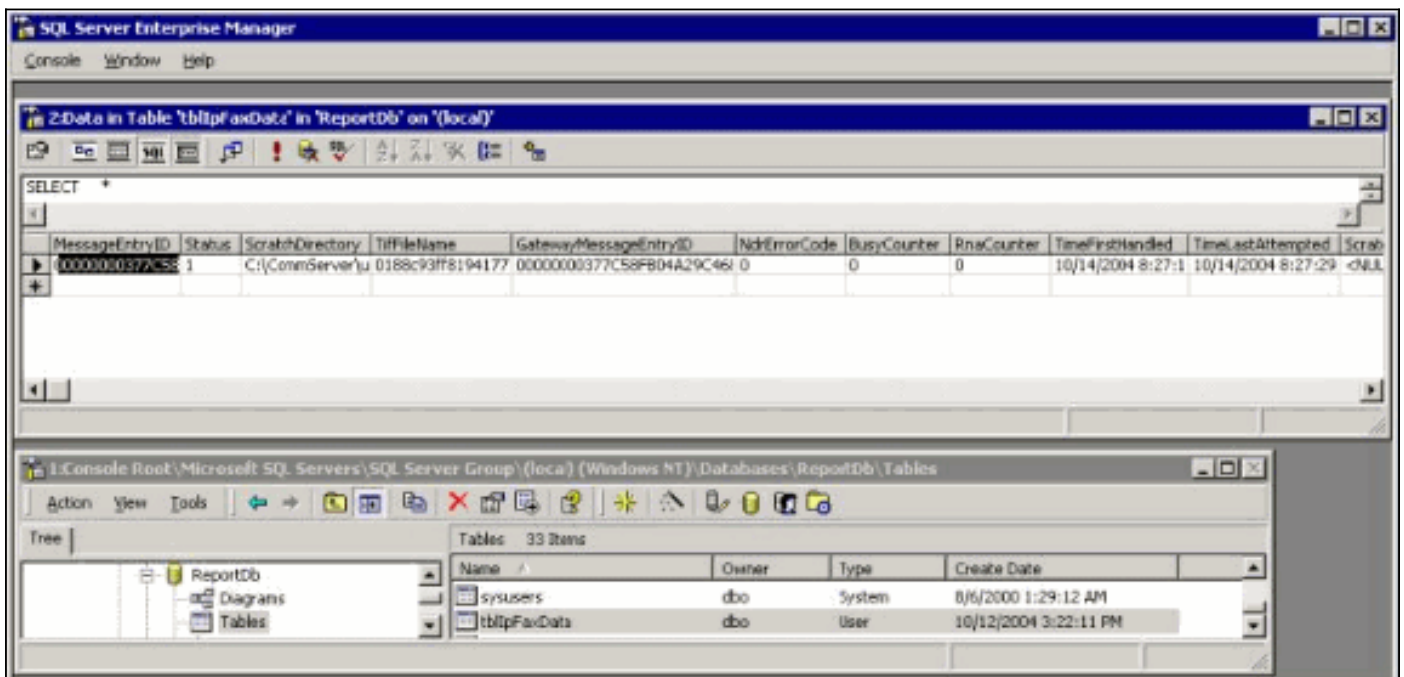 SQL Server Enterprise Manager
Console Window Help
2:Data in Table 'tblIpFaxData' in 'ReportDb' on '(local)'
SELECT *
MessageEntryID Status ScratchDirectory TiffFileName GatewayMessageEntryID NdrErrorCode BusyCounter RnaCounter TimeFirstHandled TimeLastAttempted Scratc
00000000377C58 1 C:\CommServer\u 0188c93ff8194177 00000000377C58FB04A29C46 0 0 0 10/14/2004 8:27:1 10/14/2004 8:27:29 <NUL
1:Console Root\Microsoft SQL Servers\SQL Server Group\(local) (Windows NT)\Databases\ReportDb\Tables
Action View Tools
Tree
Tables 33 Items
ReportDb
Diagrams
Tables
Name Owner Type Create Date
sysusers dbo System 8/6/2000 1:29:12 AM
tblIpFaxData dbo User 10/12/2004 3:22:11 PM